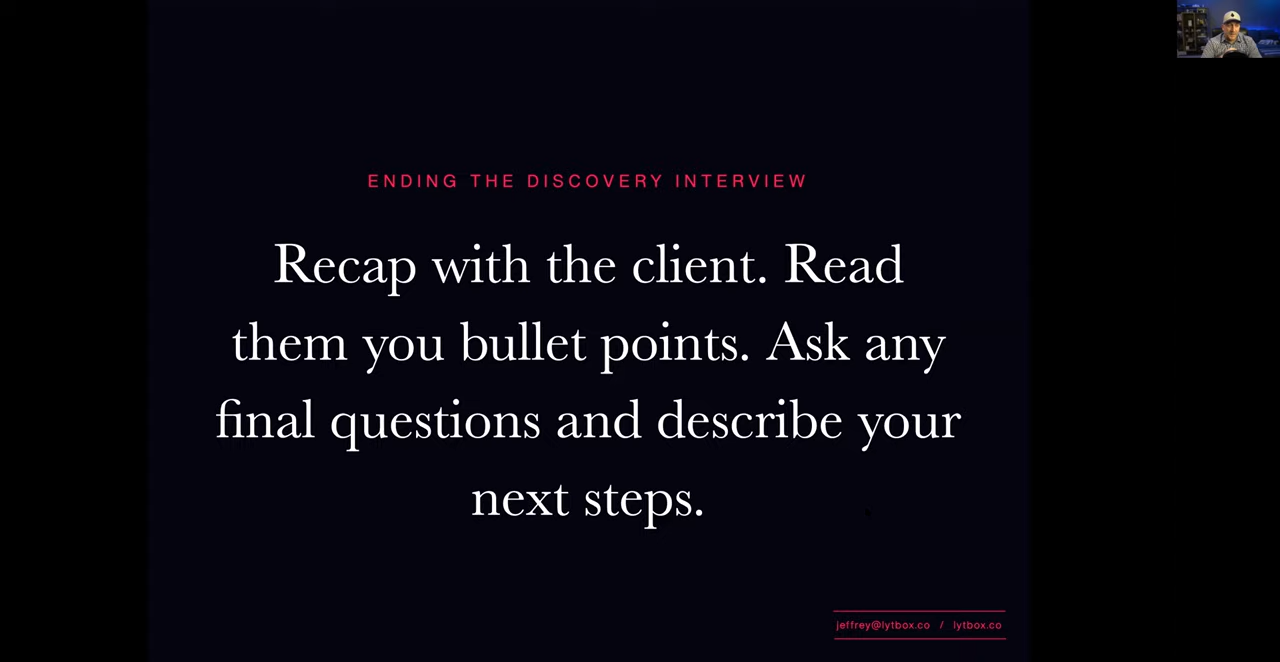 ENDING THE DISCOVERY INTERVIEW
Recap with the client. Read
them you bullet points. Ask any
final questions and describe your
next steps.
jeffrey@lytbox.co / lytbox.co